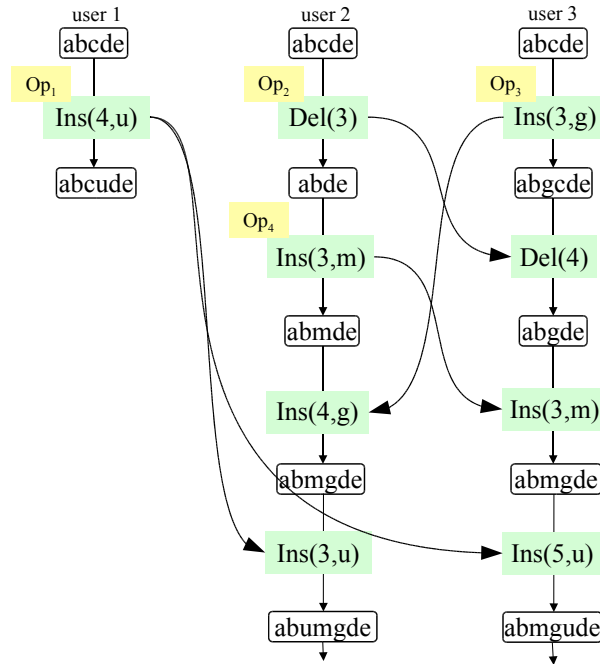 user 1 user 2 user 3
abcde abcde abcde
Op1 Op2 Op3
Ins(4,u) Del(3) Ins(3,g)
abcude abde abgcde
Op4
Ins(3,m) Del(4)
abmde abgde
Ins(4,g) Ins(3,m)
abmgde abmgde
Ins(3,u) Ins(5,u)
abumgde abmgude